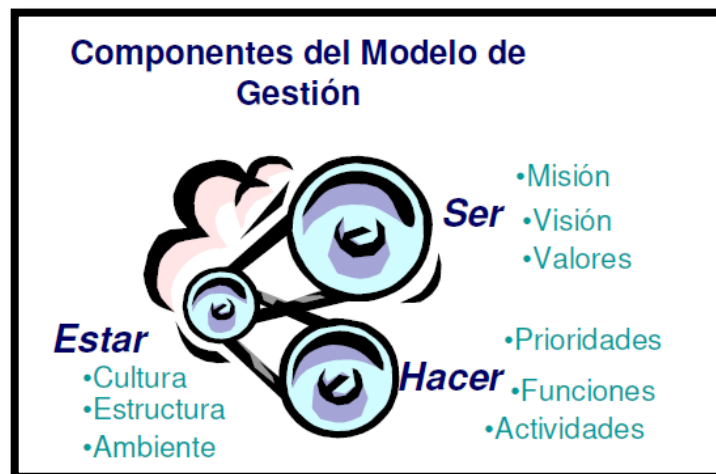 Componentes del Modelo de
Gestión
Ser
•Misión
•Visión
•Valores
Estar
•Cultura
•Estructura
•Ambiente
Hacer
•Prioridades
•Funciones
•Actividades